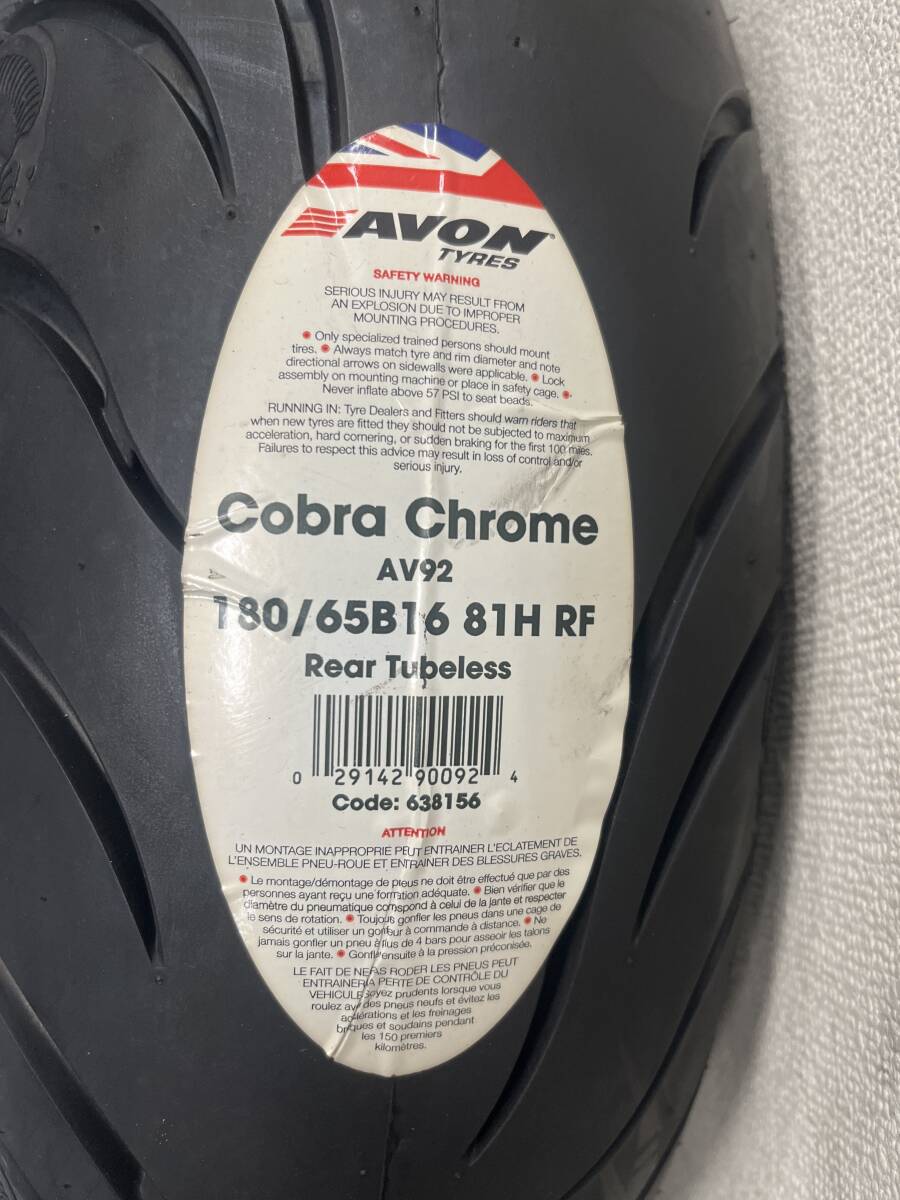 AVON
TYRES
SAFETY WARNING
SERIOUS INJURY MAY RESULT FROM
AN EXPLOSION DUE TO IMPROPER
MOUNTING PROCEDURES.
• Only specialized trained persons should mount
tires. • Always match tyre and rim diameter and note
directional arrows on sidewalls were applicable. • Lock
assembly on mounting machine or place in safety cage. •
Never inflate above 57 PSI to seat beads.
RUNNING IN: Tyre Dealers and Fitters should warn riders that
when new tyres are fitted they should not be subjected to maximum
acceleration, hard cornering, or sudden braking for the first 100 miles.
Failures to respect this advice may result in loss of control and/or
serious injury.
Cobra Chrome
AV92
180/65B16 81H RF
Rear Tubeless
0 29142 90092 4
Code: 638156
ATTENTION
UN MONTAGE INAPPROPRIE PEUT ENTRAINER L'ECLATEMENT DE
L'ENSEMBLE PNEU-ROUE ET ENTRAINER DES BLESSURES GRAVES.
• Le montage/démontage de pneus ne doit être effectué que par des
personnes ayant reçu une formation adéquate. • Bien vérifier que le
diamètre du pneumatique correspond à celui de la jante et respecter
le sens de rotation. • Toujours gonfler les pneus dans une cage de
sécurité et utiliser un gonfleur à commande à distance. • Ne
jamais gonfler un pneu à plus de 4 bars pour asseoir les talons
sur la jante. • Gonfler ensuite à la pression préconisée.
LE FAIT DE NE PAS RODER LES PNEUS PEUT
ENTRAINER LA PERTE DE CONTRÔLE DU
VEHICULE. Soyez prudents lorsque vous
roulez avec des pneus neufs et évitez les
accélérations et les freinages
brusques et soudains pendant
les 150 premiers
kilomètres.